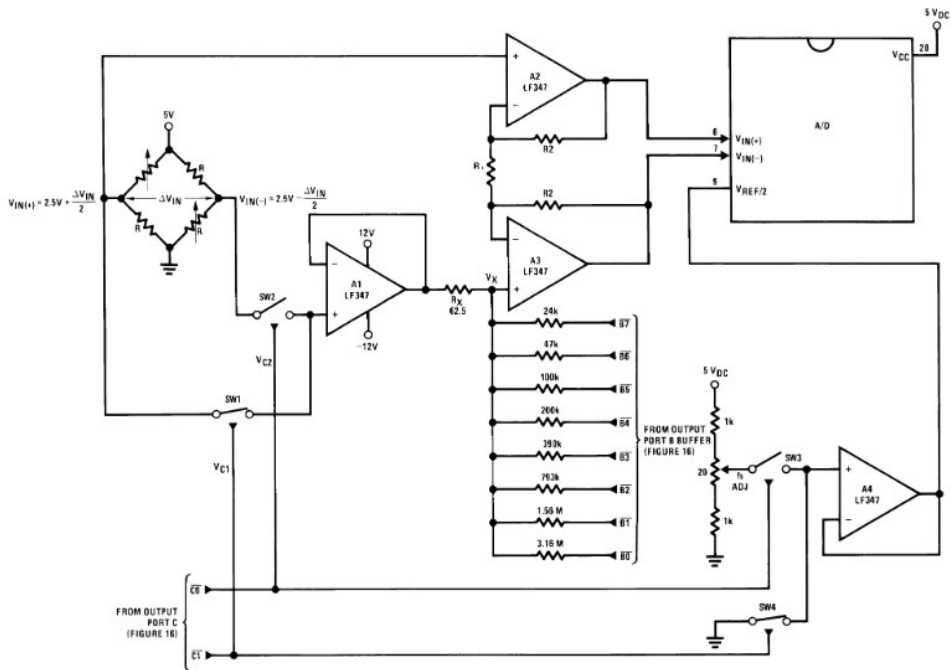 5 VDC
20
VCC
A/D
6 VIN(+)
7 VIN(−)
9 VREF/2
A2
LF347
+
−
R2
R2
A3
LF347
−
+
5V
R
R
R
ΔVIN
VIN(+) = 2.5V + ΔVIN/2
VIN(−) = 2.5V − ΔVIN/2
12V
A1
LF347
−
+
−12V
SW2
VC2
SW1
VC1
RX
62.5
VX
24k B7
47k B6
100k B5
200k B4
390k B3
793k B2
1.56 M B1
3.16 M B0
FROM OUTPUT
PORT B BUFFER
(FIGURE 16)
5 VDC
1k
20
fs
ADJ
1k
SW3
A4
LF347
+
−
SW4
FROM OUTPUT
PORT C
(FIGURE 16)
C0
C1